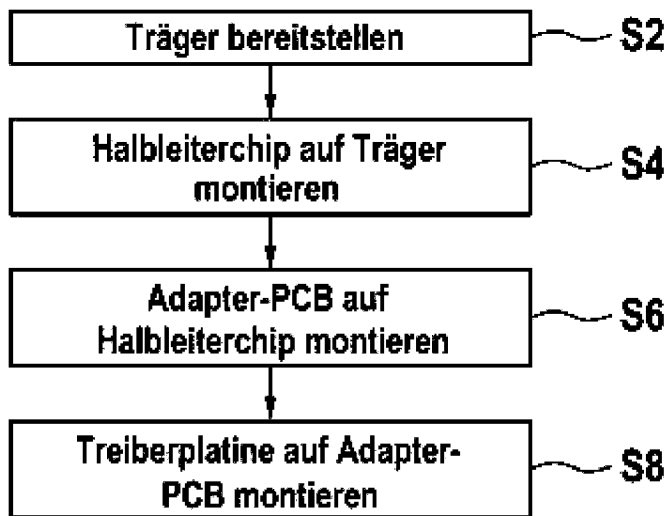 Träger bereitstellen
S2
Halbleiterchip auf Träger
montieren
S4
Adapter-PCB auf
Halbleiterchip montieren
S6
Treiberplatine auf Adapter-
PCB montieren
S8